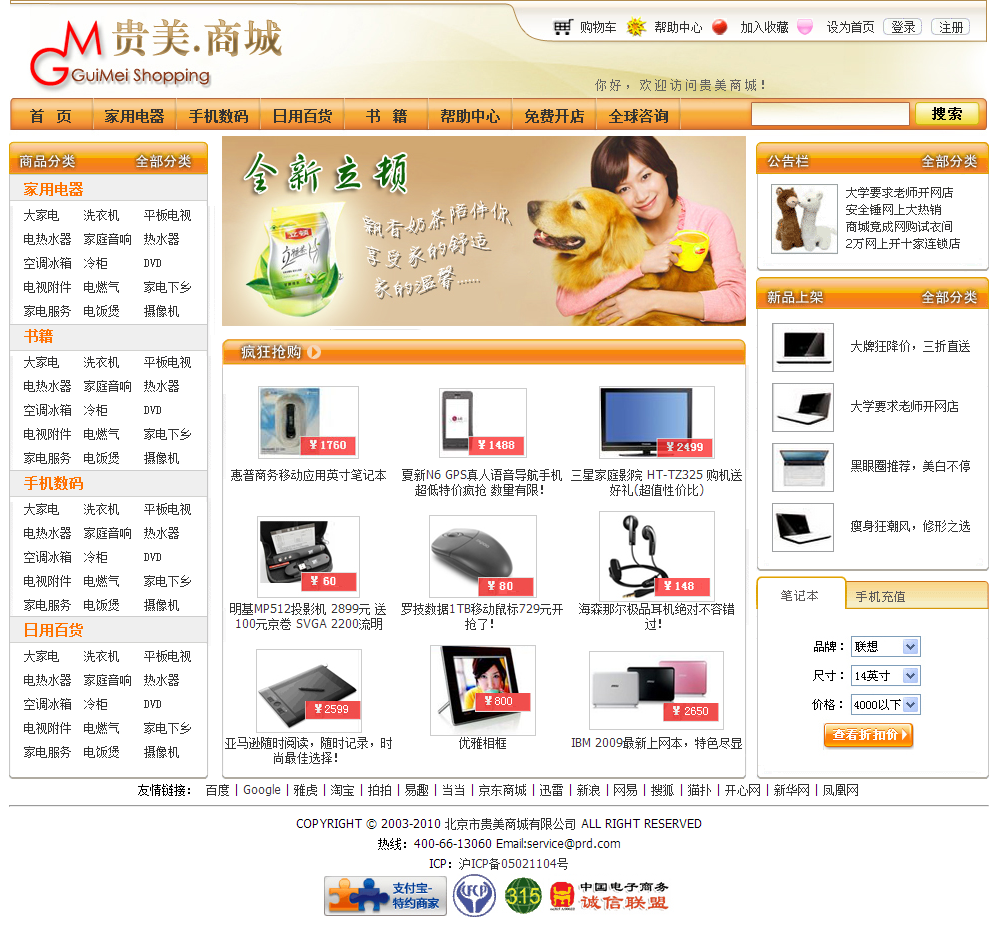 购物车 帮助中心 加入收藏 设为首页 登录 注册
GM 贵美.商城
GuiMei Shopping
你好，欢迎访问贵美商城！
首 页 家用电器 手机数码 日用百货 书 籍 帮助中心 免费开店 全球咨询 搜索
商品分类 全部分类
家用电器
大家电 洗衣机 平板电视
电热水器 家庭音响 热水器
空调冰箱 冷柜 DVD
电视附件 电燃气 家电下乡
家电服务 电饭煲 摄像机
书籍
大家电 洗衣机 平板电视
电热水器 家庭音响 热水器
空调冰箱 冷柜 DVD
电视附件 电燃气 家电下乡
家电服务 电饭煲 摄像机
手机数码
大家电 洗衣机 平板电视
电热水器 家庭音响 热水器
空调冰箱 冷柜 DVD
电视附件 电燃气 家电下乡
家电服务 电饭煲 摄像机
日用百货
大家电 洗衣机 平板电视
电热水器 家庭音响 热水器
空调冰箱 冷柜 DVD
电视附件 电燃气 家电下乡
家电服务 电饭煲 摄像机
全新立顿
飘香奶茶陪伴你
享受家的舒适
家的温馨……
疯狂抢购
￥1760
惠普商务移动应用英寸笔记本
￥1488
夏新N6 GPS真人语音导航手机
超低特价疯抢 数量有限！
￥2499
三星家庭影院 HT-TZ325 购机送
好礼(超值性价比)
￥60
明基MP512投影机 2899元 送
100元京卷 SVGA 2200流明
￥80
罗技数据1TB移动鼠标729元开
抢了！
￥148
海森那尔极品耳机绝对不容错
过！
￥2599
亚马逊随时阅读，随时记录，时
尚最佳选择！
￥800
优雅相框
￥2650
IBM 2009最新上网本，特色尽显
公告栏 全部分类
大学要求老师开网店
安全锤网上大热销
商城竟成网购试衣间
2万网上开十家连锁店
新品上架 全部分类
大牌狂降价，三折直送
大学要求老师开网店
黑眼圈推荐，美白不停
瘦身狂潮风，修形之选
笔记本 手机充值
品牌： 联想
尺寸： 14英寸
价格： 4000以下
查看折扣价
友情链接： 百度 | Google | 雅虎 | 淘宝 | 拍拍 | 易趣 | 当当 | 京东商城 | 迅雷 | 新浪 | 网易 | 搜狐 | 猫扑 | 开心网 | 新华网 | 凤凰网
COPYRIGHT © 2003-2010 北京市贵美商城有限公司 ALL RIGHT RESERVED
热线：400-66-13060 Email:service@prd.com
ICP：沪ICP备05021104号
支付宝-
特约商家
315
中国电子商务
诚信联盟